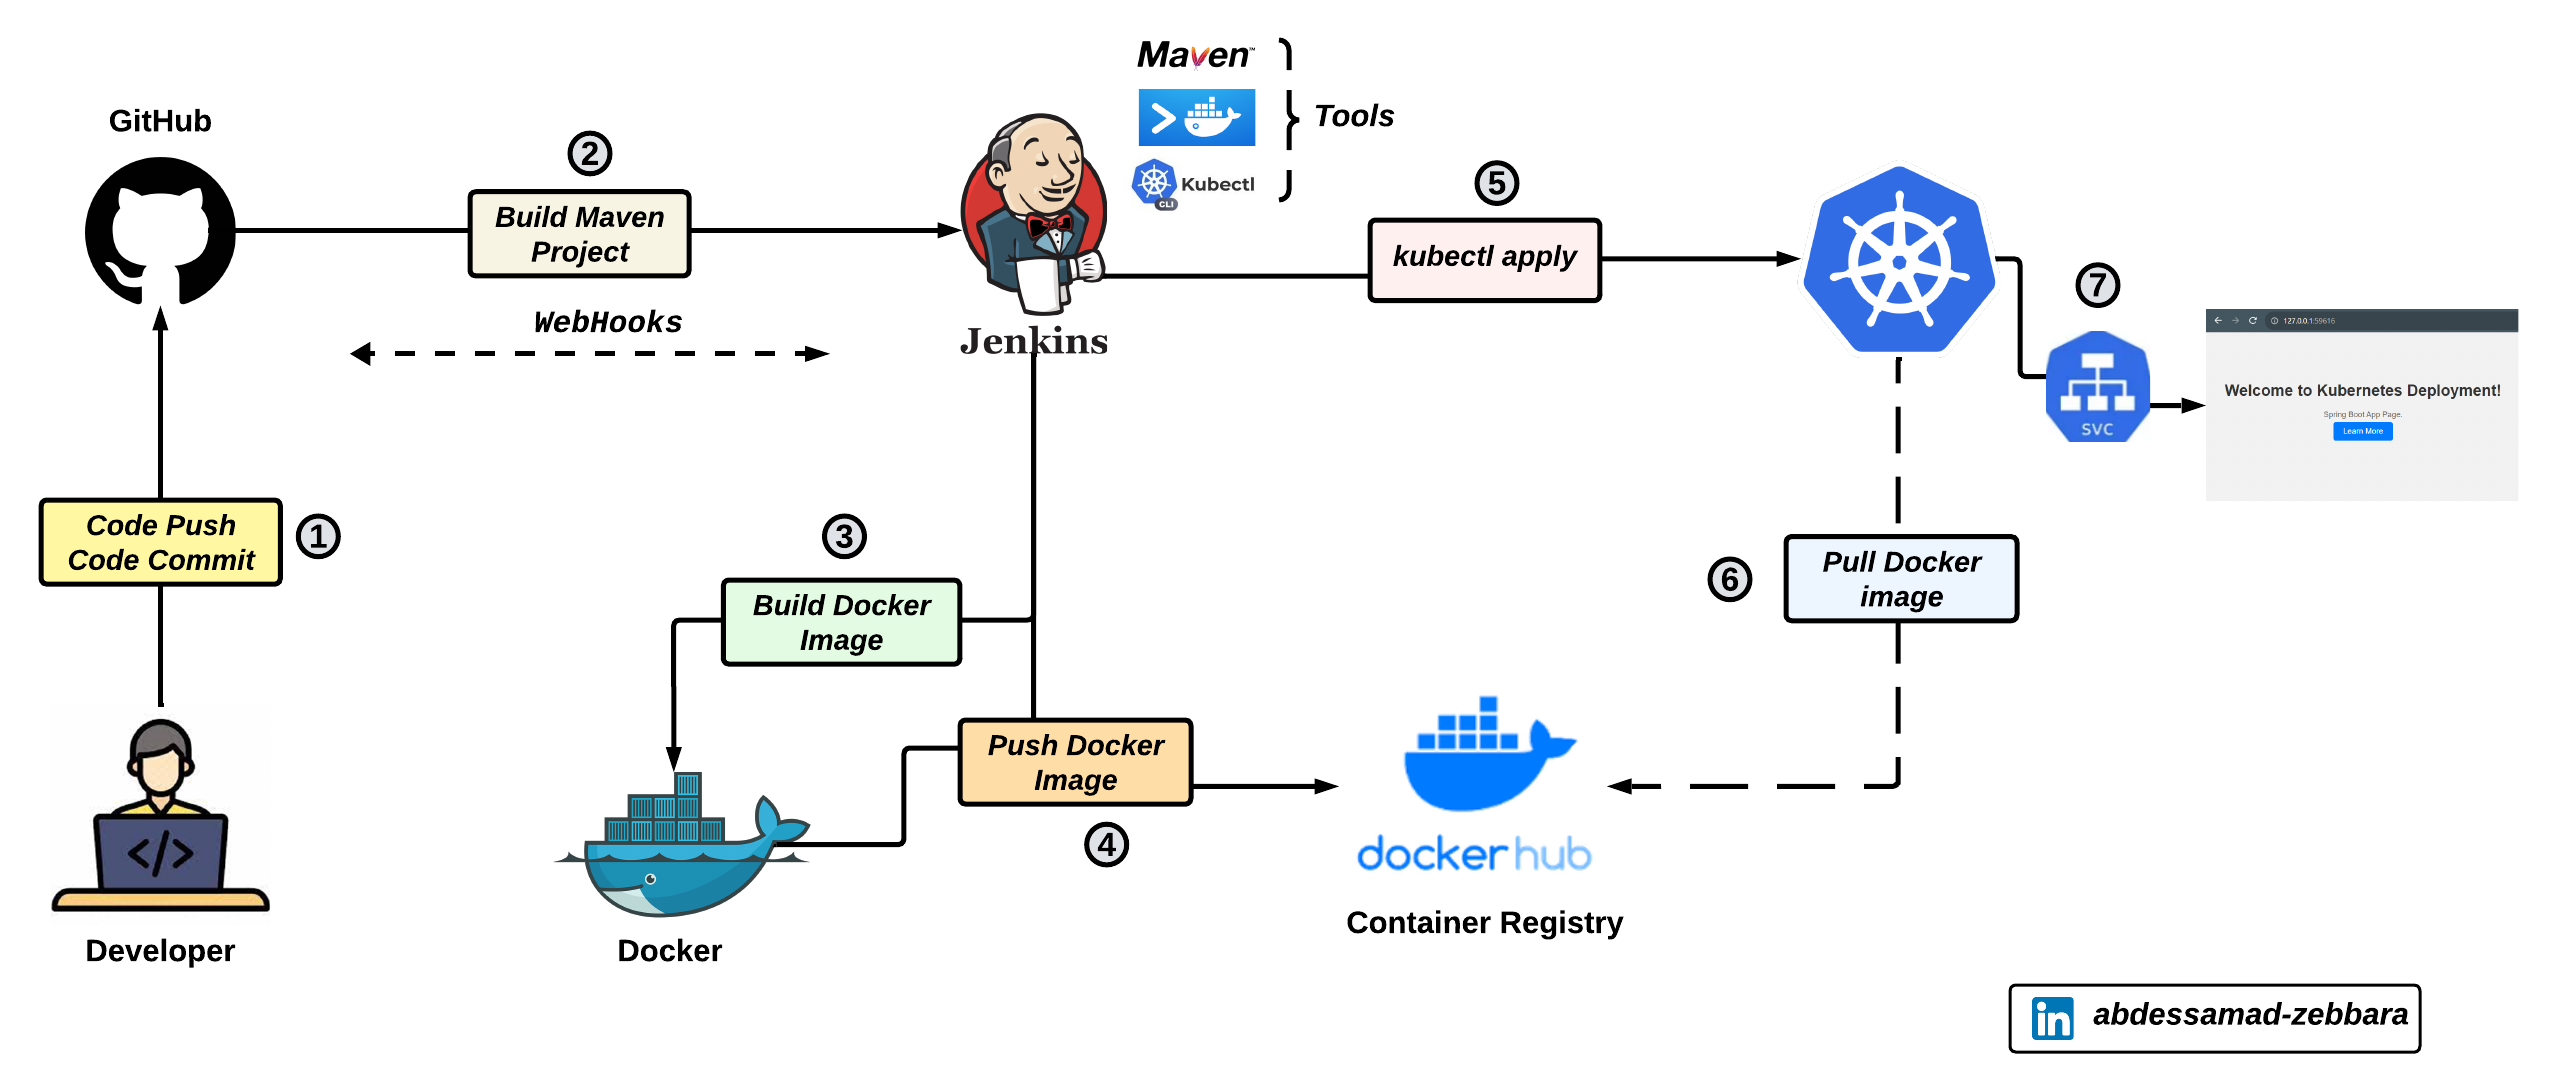 GitHub
2
Build Maven
Project
WebHooks
Maven™
Kubectl
CLI
Tools
Jenkins
5
kubectl apply
7
SVC
127.0.0.1:59616
Welcome to Kubernetes Deployment!
Spring Boot App Page.
Learn More
Code Push
Code Commit
1
3
Build Docker
Image
6
Pull Docker
image
Push Docker
Image
4
</>
Developer
Docker
docker hub
Container Registry
in
abdessamad-zebbara